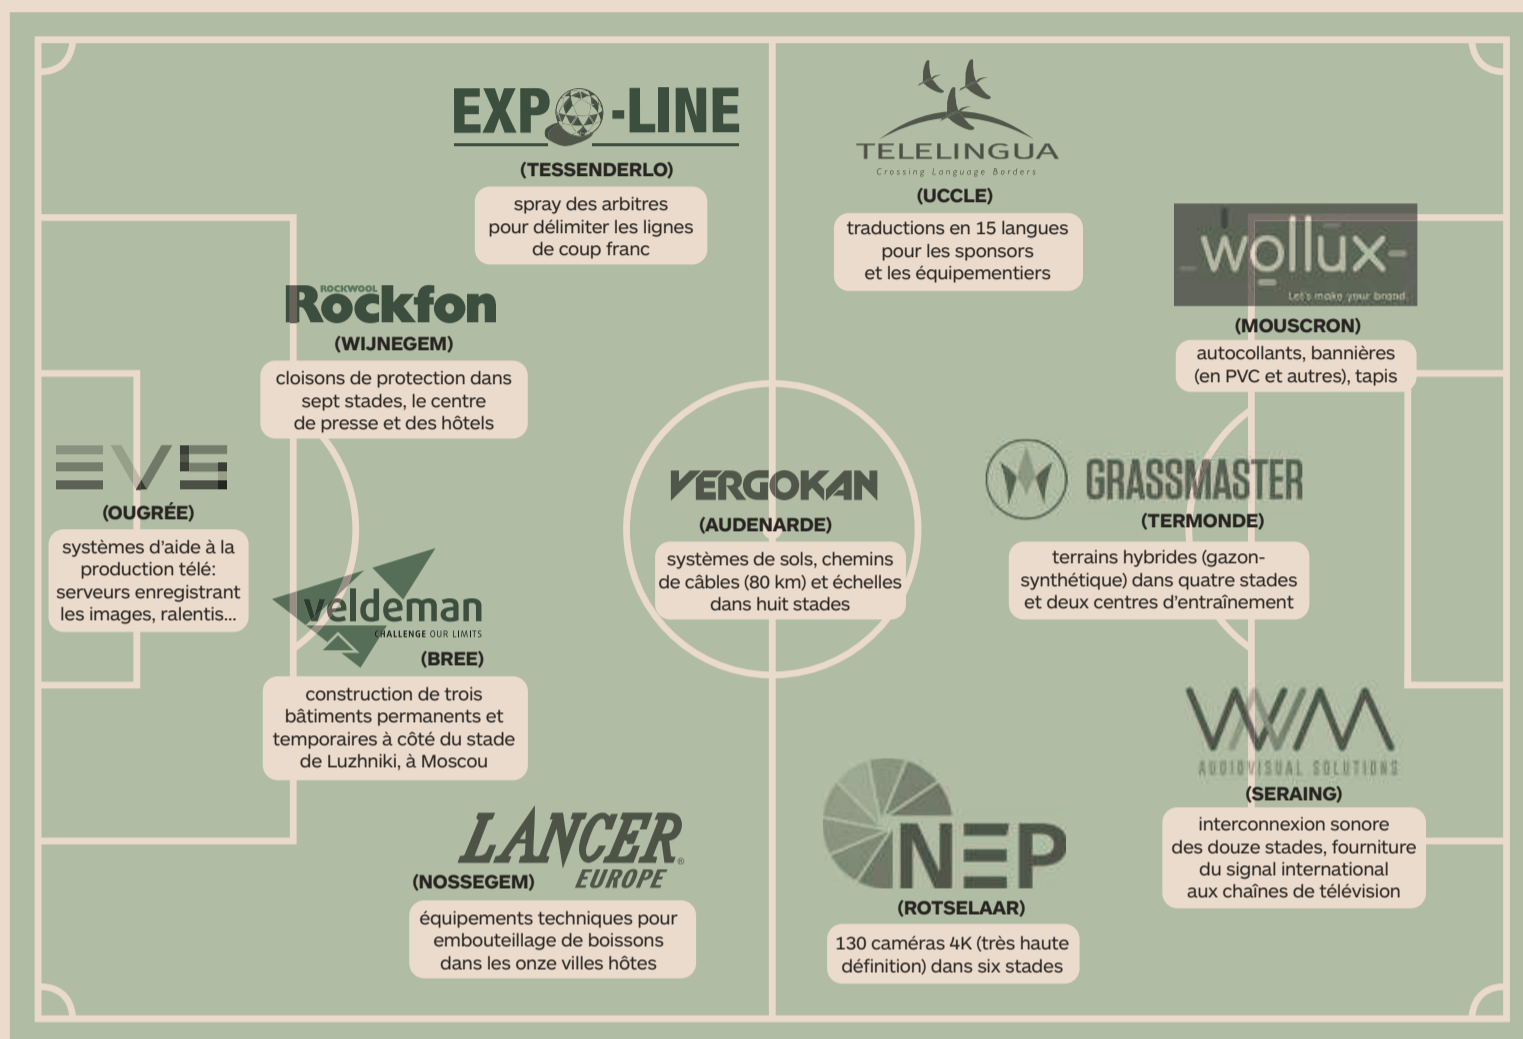 EXPO-LINE
(TESSENDERLO)
spray des arbitres
pour délimiter les lignes
de coup franc
TELELINGUA
Crossing Language Borders
(UCCLE)
traductions en 15 langues
pour les sponsors
et les équipementiers
wollux
Let's make your brand.
(MOUSCRON)
autocollants, bannières
(en PVC et autres), tapis
ROCKWOOL
Rockfon
(WIJNEGEM)
cloisons de protection dans
sept stades, le centre
de presse et des hôtels
EVS
(OUGRÉE)
systèmes d'aide à la
production télé:
serveurs enregistrant
les images, ralentis...
VERGOKAN
(AUDENARDE)
systèmes de sols, chemins
de câbles (80 km) et échelles
dans huit stades
GRASSMASTER
(TERMONDE)
terrains hybrides (gazon-
synthétique) dans quatre stades
et deux centres d'entraînement
veldeman
CHALLENGE OUR LIMITS
(BREE)
construction de trois
bâtiments permanents et
temporaires à côté du stade
de Luzhniki, à Moscou
LANCER®
EUROPE
(NOSSEGEM)
équipements techniques pour
embouteillage de boissons
dans les onze villes hôtes
NEP
(ROTSELAAR)
130 caméras 4K (très haute
définition) dans six stades
AUDIOVISUAL SOLUTIONS
(SERAING)
interconnexion sonore
des douze stades, fourniture
du signal international
aux chaînes de télévision